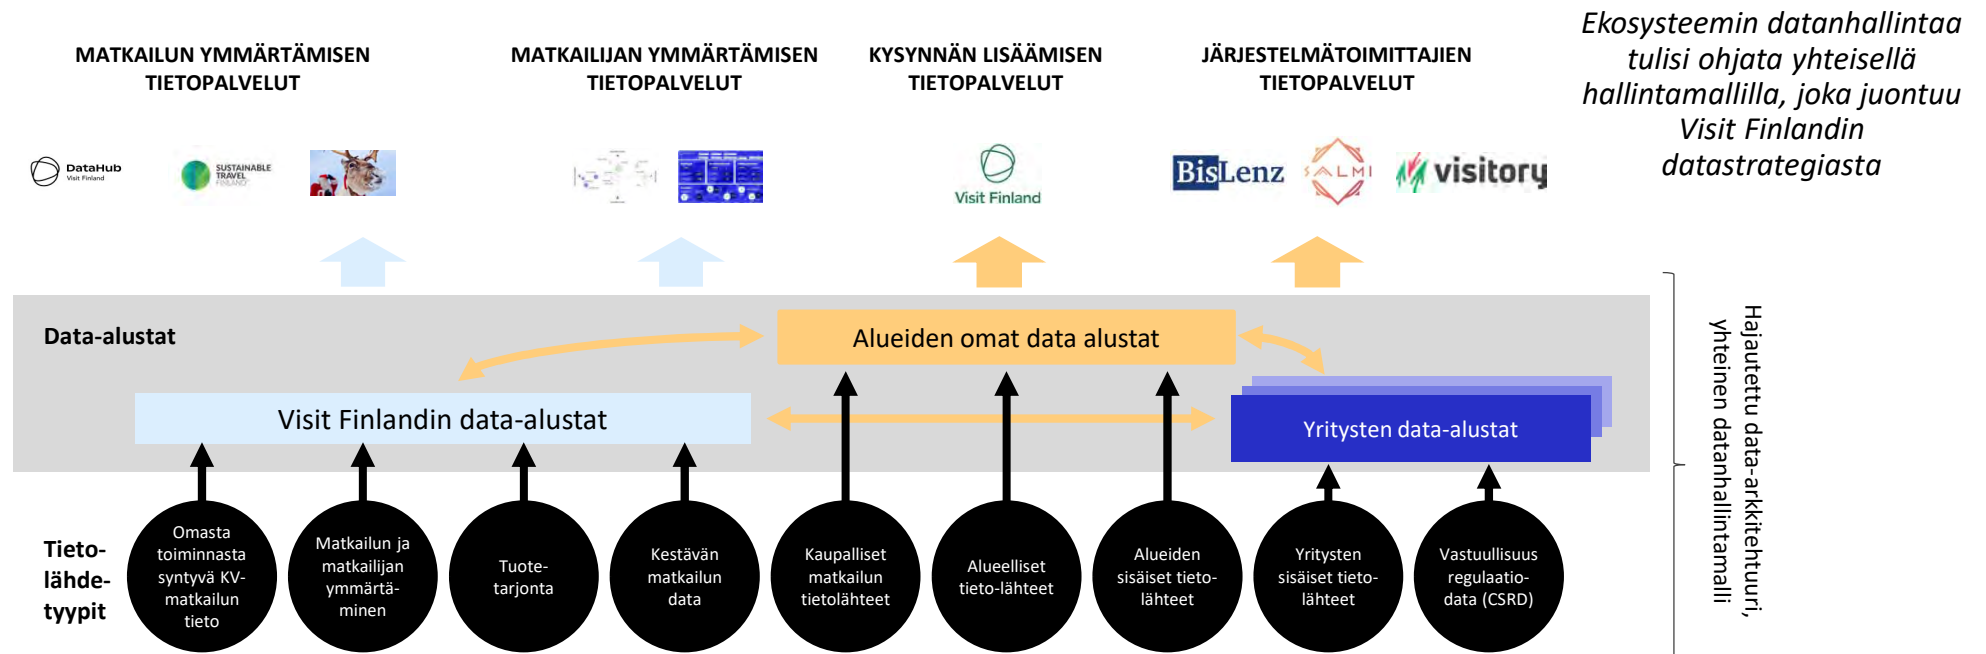 MATKAILUN YMMÄRTÄMISEN
TIETOPALVELUT
MATKAILIJAN YMMÄRTÄMISEN
TIETOPALVELUT
KYSYNNÄN LISÄÄMISEN
TIETOPALVELUT
JÄRJESTELMÄTOIMITTAJIEN
TIETOPALVELUT
Ekosysteemin datanhallintaa
tulisi ohjata yhteisellä
hallintamallilla, joka juontuu
Visit Finlandin
datastrategiasta
DataHub
Visit Finland
SUSTAINABLE
TRAVEL
FINLAND
Visit Finland
BisLenz
SALMI
visitory
Data-alustat
Alueiden omat data alustat
Visit Finlandin data-alustat
Yritysten data-alustat
Hajautettu data-arkkitehtuuri,
yhteinen datanhallintamalli
Tieto-
lähde-
tyypit
Omasta
toiminnasta
syntyvä KV-
matkailun
tieto
Matkailun ja
matkailijan
ymmärtä-
minen
Tuote-
tarjonta
Kestävän
matkailun
data
Kaupalliset
matkailun
tietolähteet
Alueelliset
tieto-lähteet
Alueiden
sisäiset tieto-
lähteet
Yritysten
sisäiset tieto-
lähteet
Vastuullisuus
regulaatio-
data (CSRD)